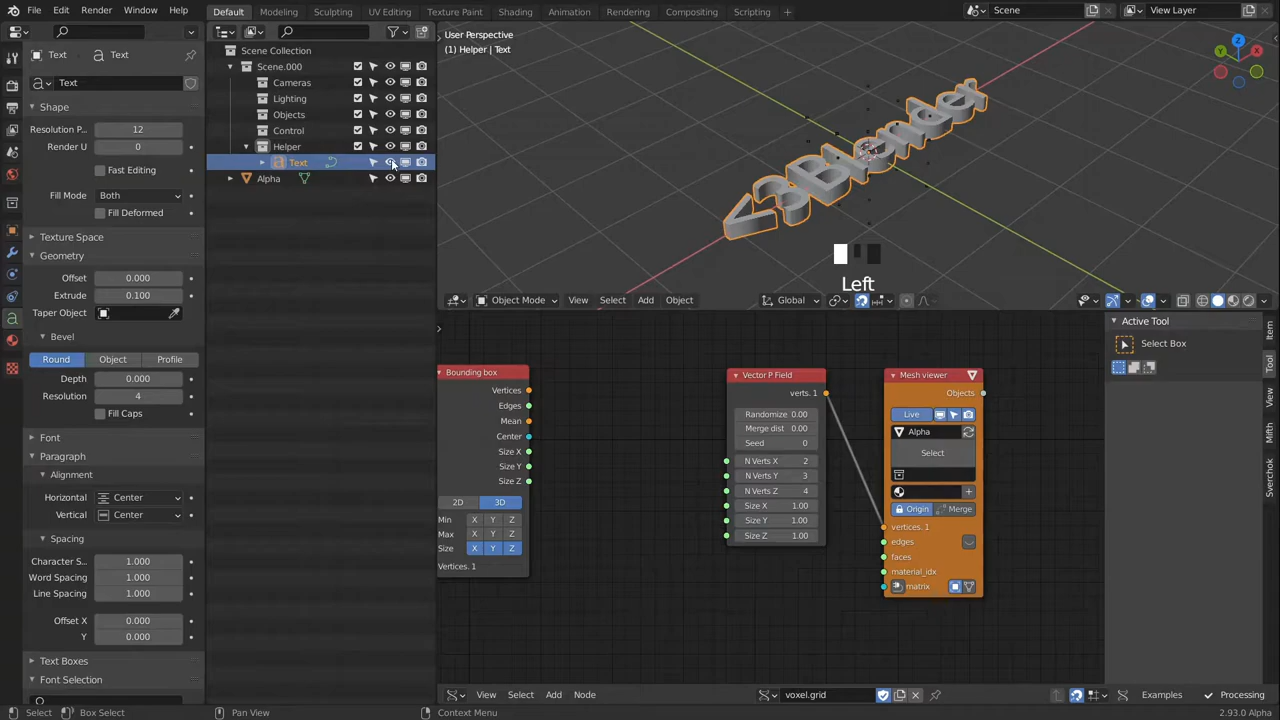 File Edit Render Window Help
Default Modeling Sculpting UV Editing Texture Paint Shading Animation Rendering Compositing Scripting
Scene
View Layer
Text Text
Text
Shape
Resolution P... 12
Render U 0
Fast Editing
Fill Mode Both
Fill Deformed
Texture Space
Geometry
Offset 0.000
Extrude 0.100
Taper Object
Bevel
Round Object Profile
Depth 0.000
Resolution 4
Fill Caps
Font
Paragraph
Alignment
Horizontal Center
Vertical Center
Spacing
Character S... 1.000
Word Spacing 1.000
Line Spacing 1.000
Offset X 0.000
Y 0.000
Text Boxes
Font Selection
Scene Collection
Scene.000
Cameras
Lighting
Objects
Control
Helper
Text
Alpha
User Perspective
(1) Helper | Text
<3Blender
Z
Y
X
Left
Object Mode View Select Add Object Global
Bounding box
Vertices
Edges
Mean
Center
Size X
Size Y
Size Z
2D 3D
Min X Y Z
Max X Y Z
Size X Y Z
Vertices. 1
Vector P Field
verts. 1
Randomize 0.00
Merge dist 0.00
Seed 0
N Verts X 2
N Verts Y 3
N Verts Z 4
Size X 1.00
Size Y 1.00
Size Z 1.00
Mesh viewer
Objects
Live
Alpha
Select
Origin Merge
vertices. 1
edges
faces
material_idx
matrix
Active Tool
Select Box
Item
Tool
View
Sverchok
View Select Add Node voxel.grid Examples Processing
Select Box Select Pan View Context Menu 2.93.0 Alpha